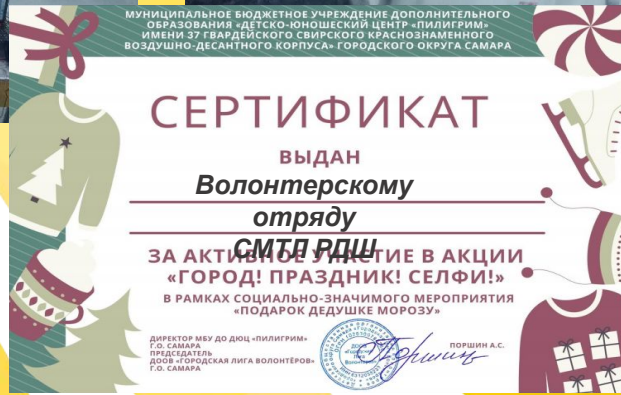 МУНИЦИПАЛЬНОЕ БЮДЖЕТНОЕ УЧРЕЖДЕНИЕ ДОПОЛНИТЕЛЬНОГО
ОБРАЗОВАНИЯ «ДЕТСКО-ЮНОШЕСКИЙ ЦЕНТР «ПИЛИГРИМ»
ИМЕНИ 37 ГВАРДЕЙСКОГО СВИРСКОГО КРАСНОЗНАМЕННОГО
ВОЗДУШНО-ДЕСАНТНОГО КОРПУСА» ГОРОДСКОГО ОКРУГА САМАРА
СЕРТИФИКАТ
ВЫДАН
Волонтерскому
отряду
СМТЛ РДШ
ЗА АКТИВНОЕ УЧАСТИЕ В АКЦИИ
«ГОРОД! ПРАЗДНИК! СЕЛФИ!»
В РАМКАХ СОЦИАЛЬНО-ЗНАЧИМОГО МЕРОПРИЯТИЯ
«ПОДАРОК ДЕДУШКЕ МОРОЗУ»
ДИРЕКТОР МБУ ДО ДЮЦ «ПИЛИГРИМ»
Г.О. САМАРА
ПРЕДСЕДАТЕЛЬ
ДООВ «ГОРОДСКАЯ ЛИГА ВОЛОНТЁРОВ»
Г.О. САМАРА
ПОРШИН А.С.